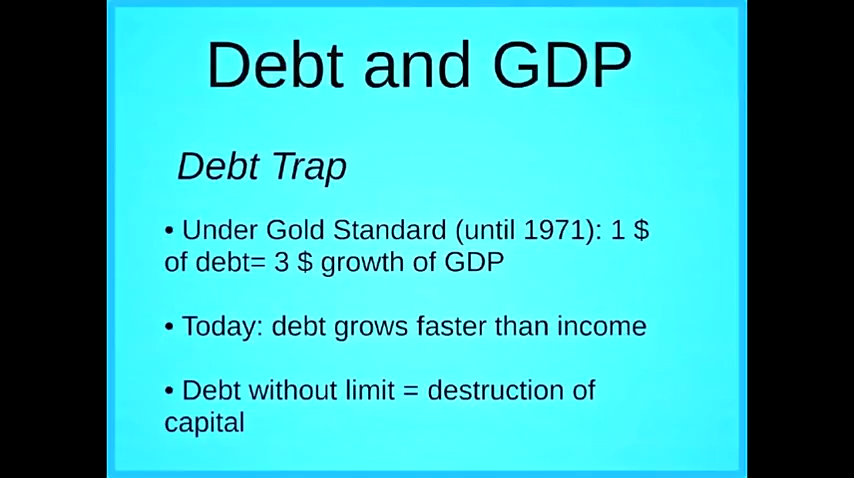 Debt and GDP
Debt Trap
• Under Gold Standard (until 1971): 1 $
of debt= 3 $ growth of GDP
• Today: debt grows faster than income
• Debt without limit = destruction of
capital